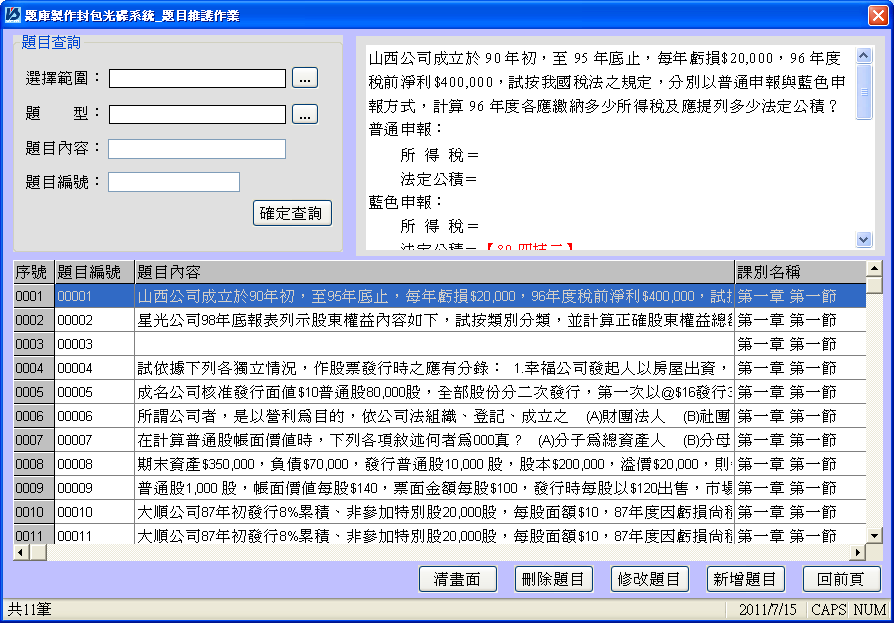 題庫製作封包光碟系統_題目維護作業
題目查詢
選擇範圍：
...
題　　型：
...
題目內容：
題目編號：
確定查詢
山西公司成立於 90 年初，至 95 年底止，每年虧損$20,000，96 年度
稅前淨利$400,000，試按我國稅法之規定，分別以普通申報與藍色申
報方式，計算 96 年度各應繳納多少所得稅及應提列多少法定公積？
普通申報：
所 得 稅＝
法定公積＝
藍色申報：
所 得 稅＝
法定公積＝
序號 題目編號 題目內容 課別名稱
0001 00001 山西公司成立於90年初，至95年底止，每年虧損$20,000，96年度稅前淨利$400,000，試 第一章 第一節
0002 00002 星光公司98年底報表列示股東權益內容如下，試按類別分類，並計算正確股東權益總 第一章 第一節
0003 00003 第一章 第一節
0004 00004 試依據下列各獨立情況，作股票發行時之應有分錄： 1.幸福公司發起人以房屋出資， 第一章 第一節
0005 00005 成名公司核准發行面值$10普通股80,000股，全部股份分二次發行，第一次以@$16發行 第一章 第一節
0006 00006 所謂公司者，是以營利為目的，依公司法組織、登記、成立之 (A)財團法人 (B)社團 第一章 第一節
0007 00007 在計算普通股帳面價值時，下列各項敘述何者為000真？ (A)分子為總資產人 (B)分母 第一章 第一節
0008 00008 期末資產$350,000，負債$70,000，發行普通股10,000 股，股本$200,000，溢價$20,000，則 第一章 第一節
0009 00009 普通股1,000 股，帳面價值每股$140，票面金額每股$100，發行時每股以$120出售，市 第一章 第一節
0010 00010 大順公司87年初發行8%累積、非參加特別股20,000股，每股面額$10，87年度因虧損尚 第一章 第一節
0011 00011 大順公司87年初發行8%累積、非參加特別股20,000股，每股面額$10，87年度因虧損尚 第一章 第一節
清畫面 刪除題目 修改題目 新增題目 回前頁
共11筆 2011/7/15 CAPS NUM